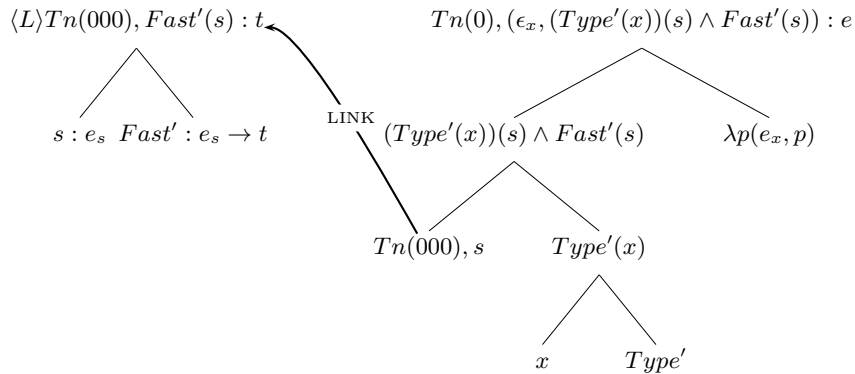 ⟨L⟩Tn(000), Fast′(s) : t
Tn(0), (ϵₓ, (Type′(x))(s) ∧ Fast′(s)) : e
LINK
s : eₛ Fast′ : eₛ → t
(Type′(x))(s) ∧ Fast′(s)
λp(eₓ, p)
Tn(000), s
Type′(x)
x
Type′